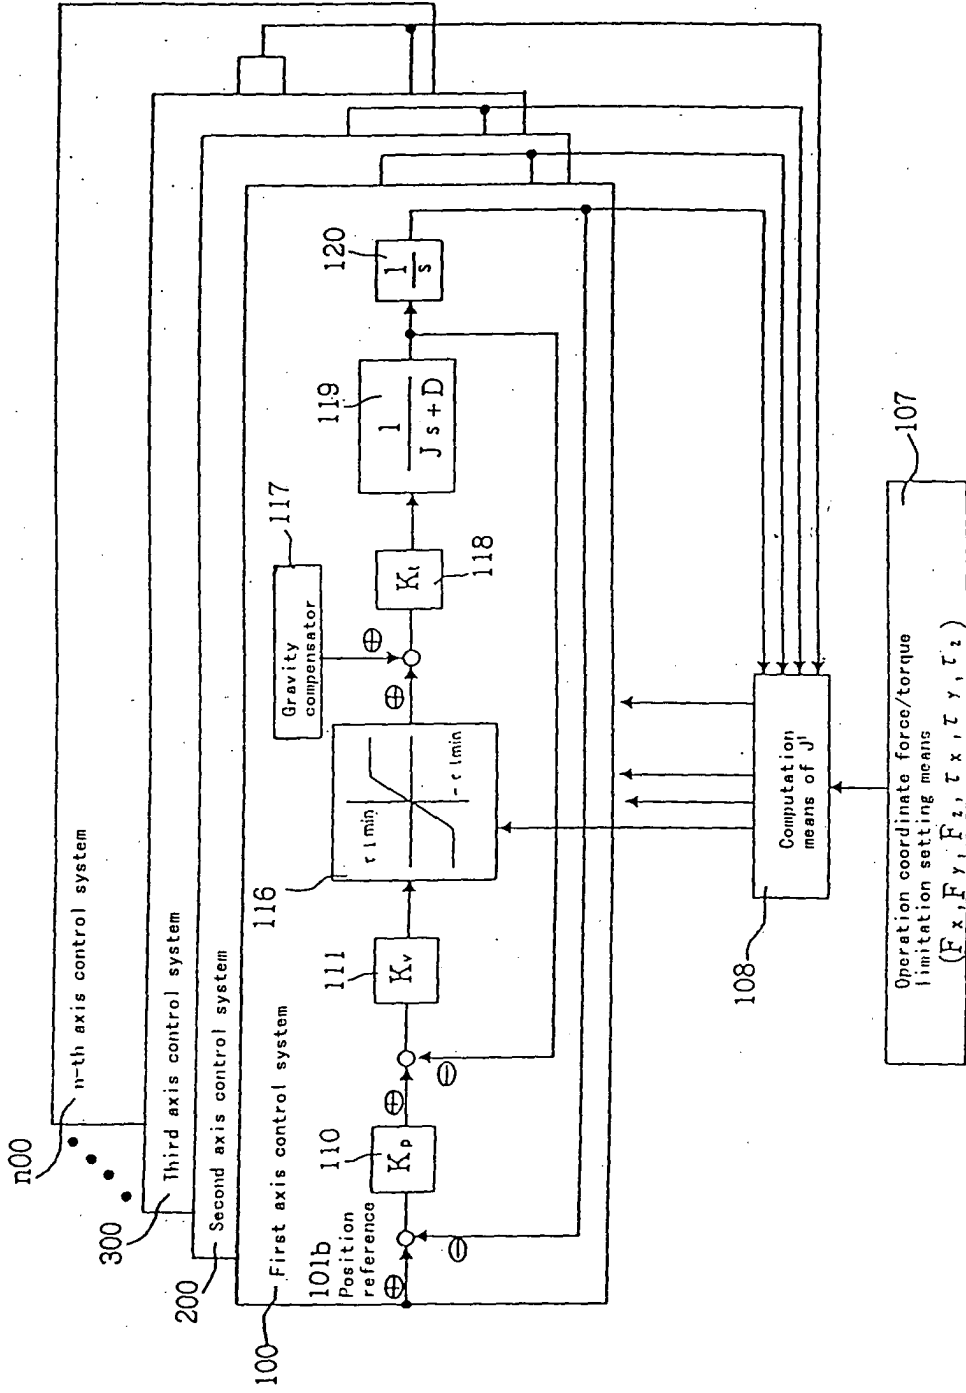 n00
n-th axis control system
300
Third axis control system
200
Second axis control system
100
First axis control system
101b
Position
reference
⊕
⊖
110
Kp
⊕
⊖
111
Kv
116
τ lmin
-τ lmin
⊕
117
Gravity
compensator
⊕
Kt
118
119
1
Js+D
120
1
s
108
Computation
means of J
107
Operation coordinate force/torque
limitation setting means
(Fx, Fy, Fz, τx, τy, τz)